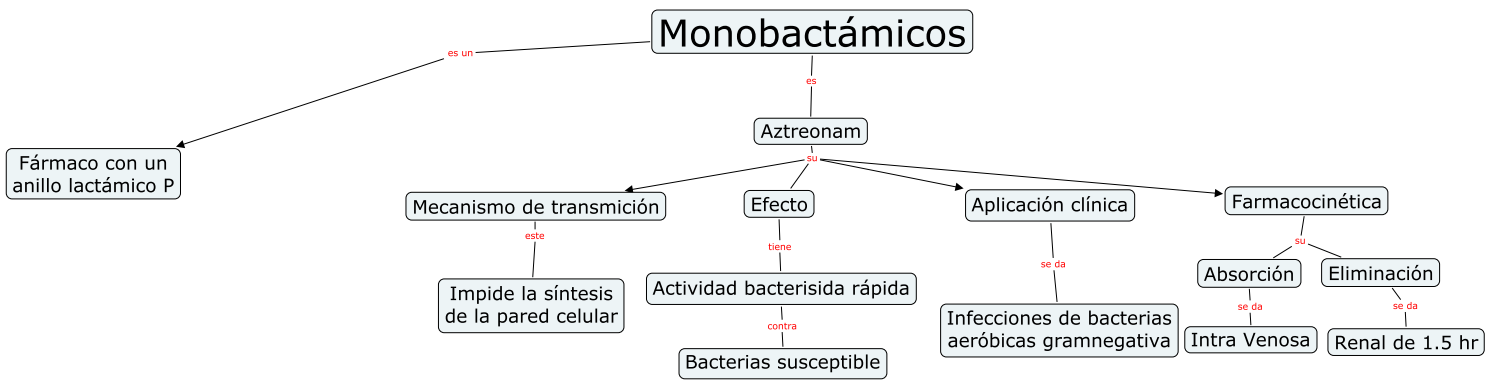 Monobactámicos
es un
es
Aztreonam
Fármaco con un
anillo lactámico P
su
Mecanismo de transmición
Efecto
Aplicación clínica
Farmacocinética
este
tiene
se da
su
Impide la síntesis
de la pared celular
Actividad bacterisida rápida
Absorción
Eliminación
contra
se da
se da
Bacterias susceptible
Infecciones de bacterias
aeróbicas gramnegativa
Intra Venosa
Renal de 1.5 hr